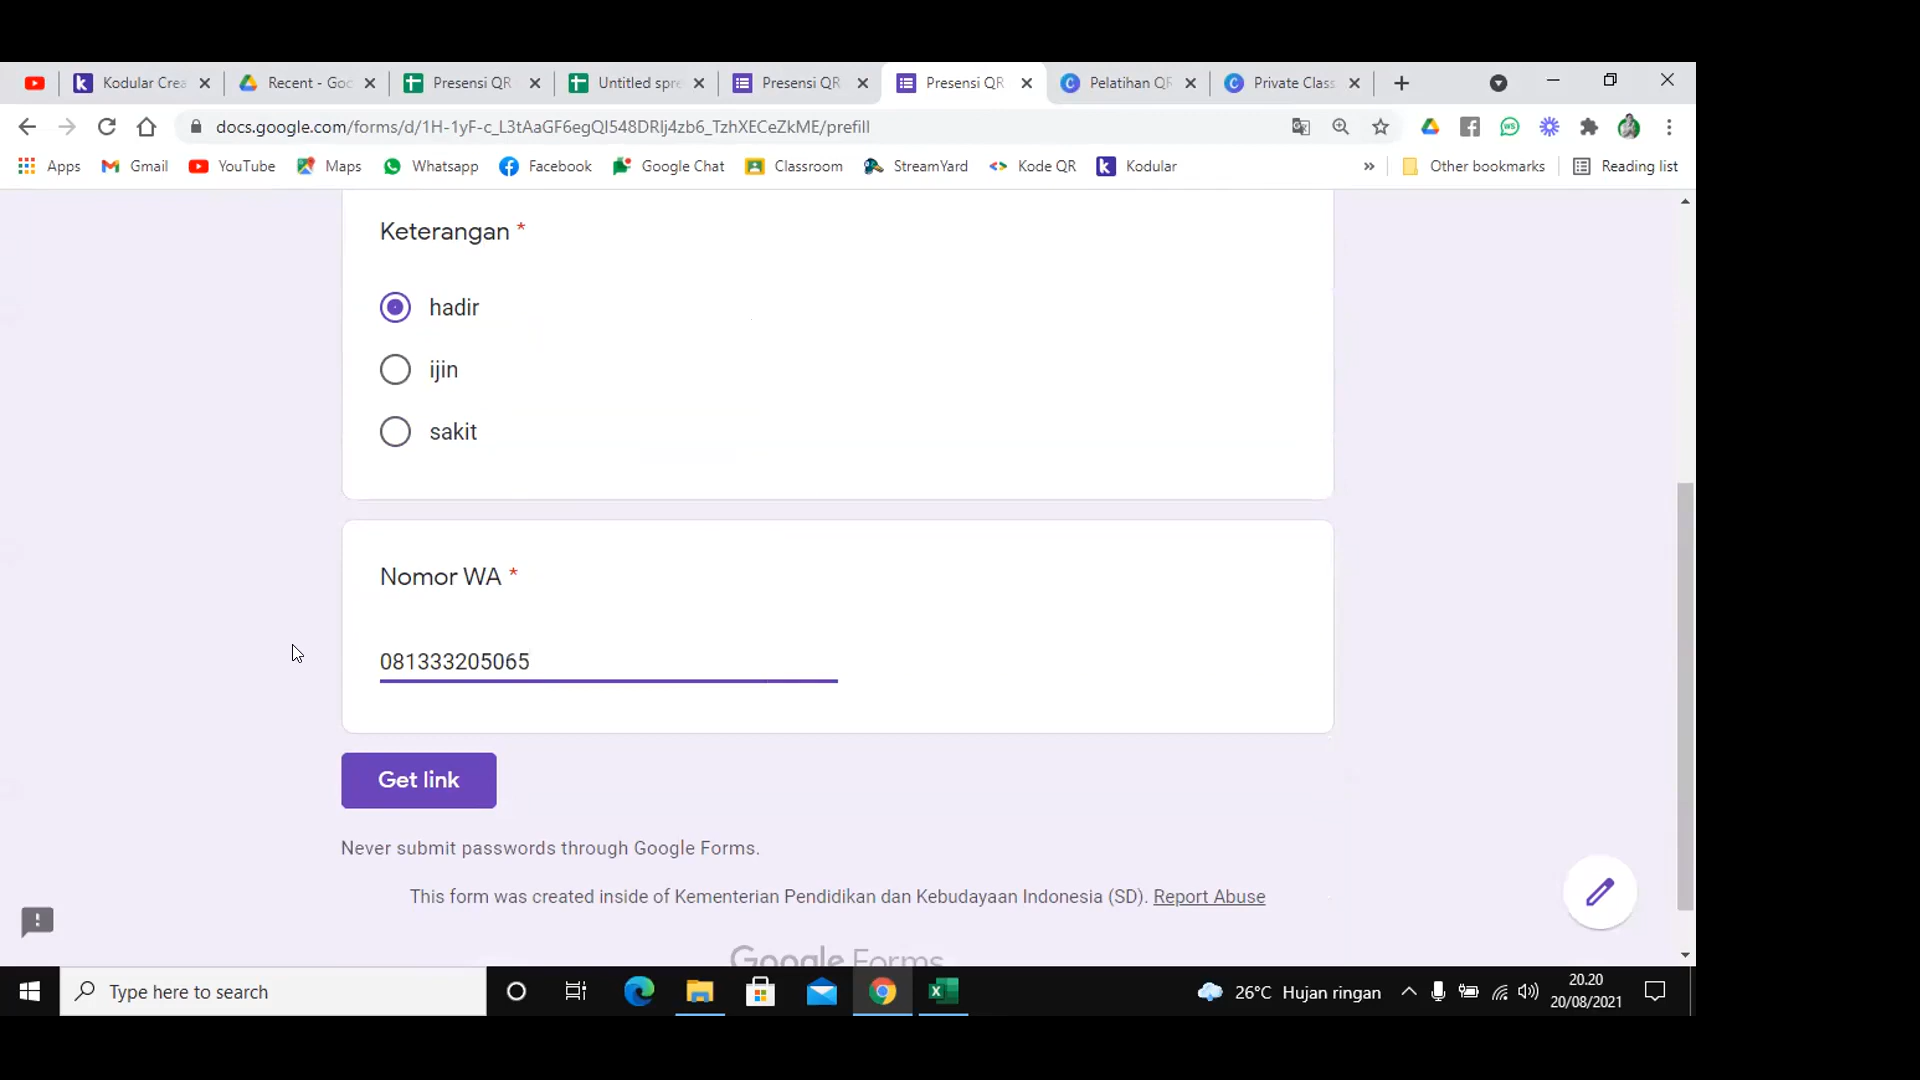 Kodular Crea
Recent - Goo
Presensi QR
Untitled spre
Presensi QR
Presensi QR
Pelatihan QR
Private Class
docs.google.com/forms/d/1H-1yF-c_L3tAaGF6egQI548DRlj4zb6_TzhXECeZkME/prefill
Apps
Gmail
YouTube
Maps
Whatsapp
Facebook
Google Chat
Classroom
StreamYard
Kode QR
Kodular
»
Other bookmarks
Reading list
Keterangan *
hadir
ijin
sakit
Nomor WA *
081333205065
Get link
Never submit passwords through Google Forms.
This form was created inside of Kementerian Pendidikan dan Kebudayaan Indonesia (SD). Report Abuse
Google Forms
Type here to search
26°C Hujan ringan
20.20
20/08/2021